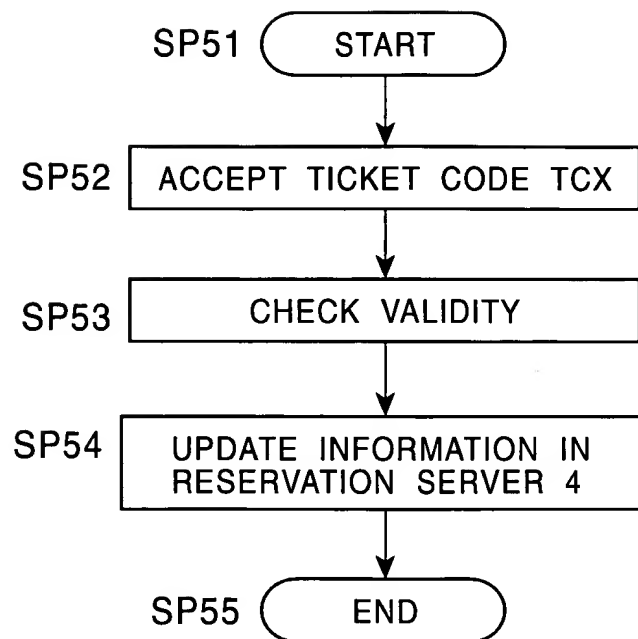 SP51 START
SP52 ACCEPT TICKET CODE TCX
SP53 CHECK VALIDITY
SP54 UPDATE INFORMATION IN
RESERVATION SERVER 4
SP55 END